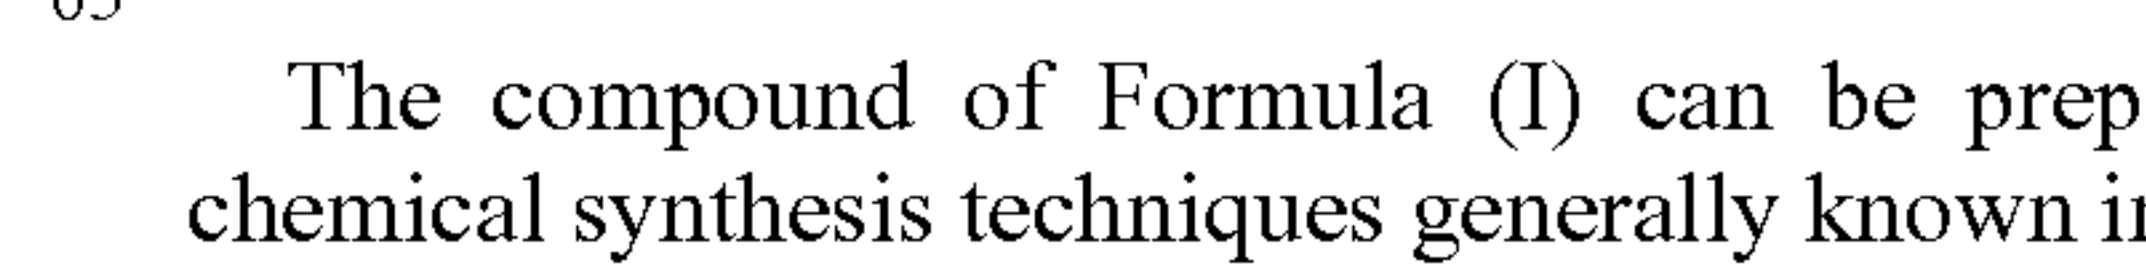 The compound of Formula (I) can be prep
chemical synthesis techniques generally known